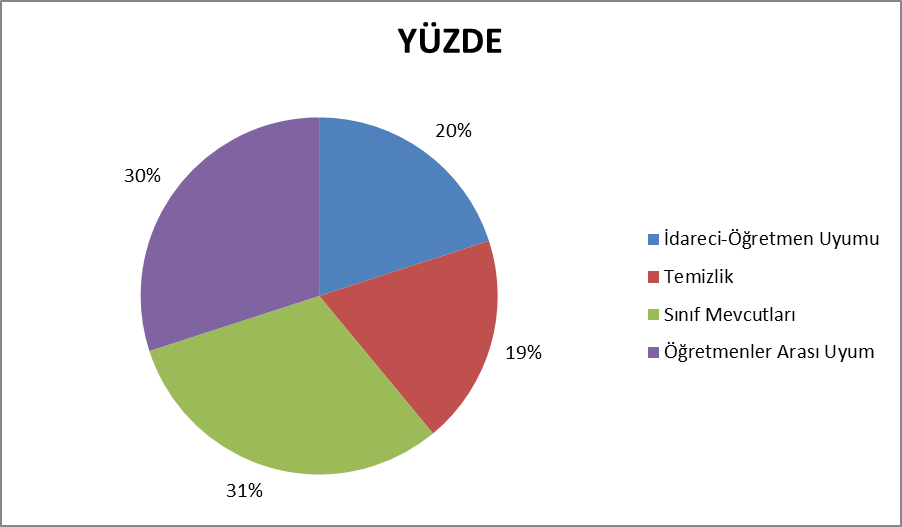 YÜZDE
20%
30%
19%
31%
İdareci-Öğretmen Uyumu
Temizlik
Sınıf Mevcutları
Öğretmenler Arası Uyum